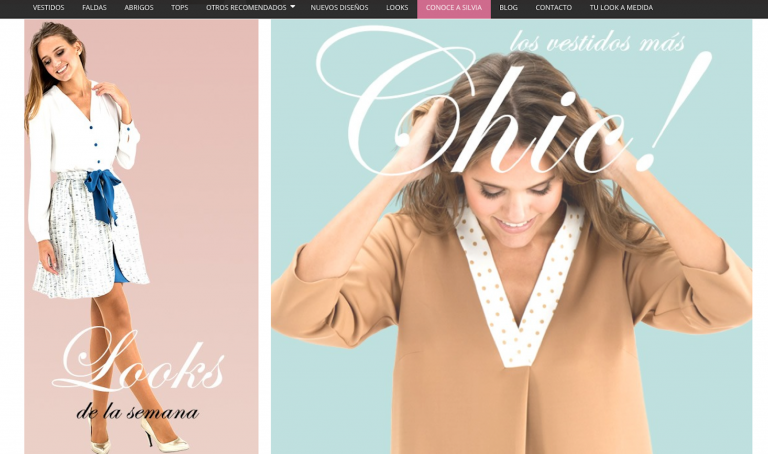 VESTIDOS FALDAS ABRIGOS TOPS OTROS RECOMENDADOS NUEVOS DISEÑOS LOOKS CONOCE A SILVIA BLOG CONTACTO TU LOOK A MEDIDA
los vestidos más
Chic!
Looks
de la semana